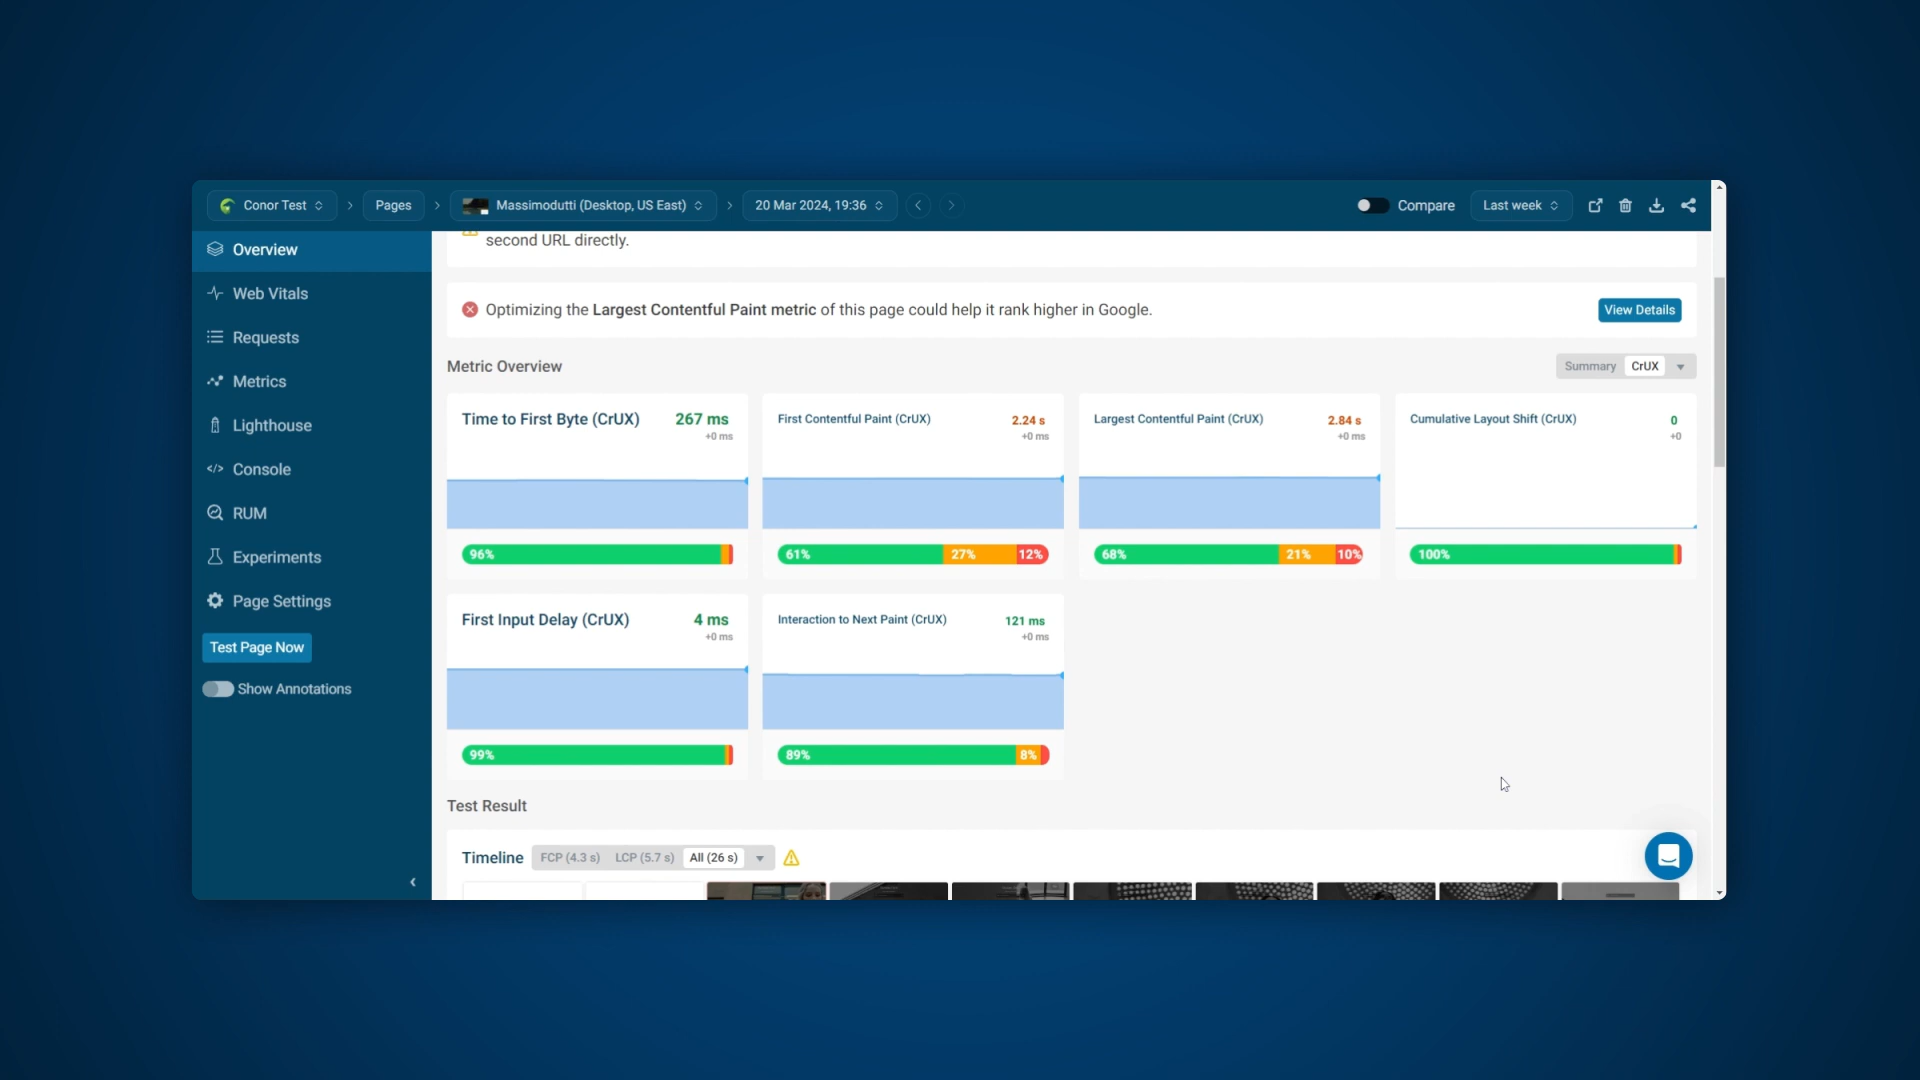 Conor Test
Pages
Massimodutti (Desktop, US East)
20 Mar 2024, 19:36
Compare
Last week
Overview
Web Vitals
Requests
Metrics
Lighthouse
Console
RUM
Experiments
Page Settings
Test Page Now
Show Annotations
second URL directly.
Optimizing the Largest Contentful Paint metric of this page could help it rank higher in Google.
View Details
Metric Overview
Summary CrUX
Time to First Byte (CrUX) 267 ms
+0 ms
96%
First Contentful Paint (CrUX) 2.24 s
+0 ms
61% 27% 12%
Largest Contentful Paint (CrUX) 2.84 s
+0 ms
68% 21% 10%
Cumulative Layout Shift (CrUX) 0
+0
100%
First Input Delay (CrUX) 4 ms
+0 ms
99%
Interaction to Next Paint (CrUX) 121 ms
+0 ms
89% 8%
Test Result
Timeline FCP (4.3 s) LCP (5.7 s) All (26 s)